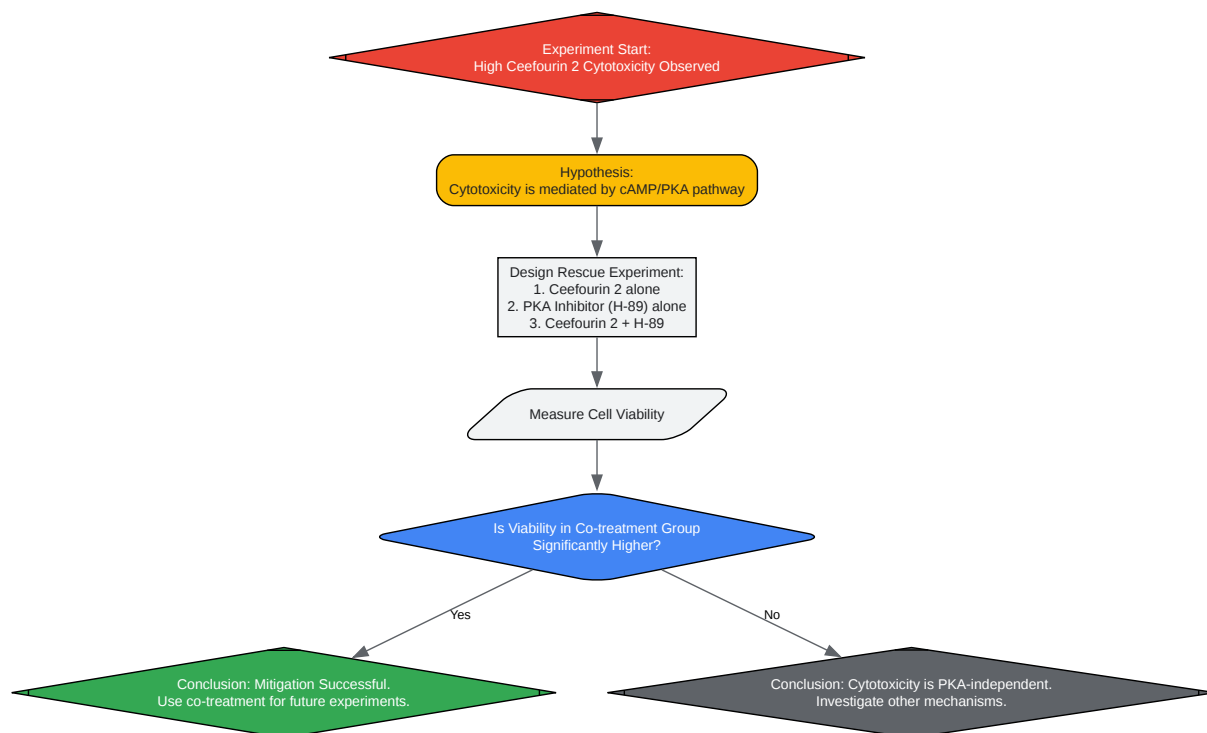 Experiment Start:
High Ceefourin 2 Cytotoxicity Observed
Hypothesis:
Cytotoxicity is mediated by cAMP/PKA pathway
Design Rescue Experiment:
1. Ceefourin 2 alone
2. PKA Inhibitor (H-89) alone
3. Ceefourin 2 + H-89
Measure Cell Viability
Is Viability in Co-treatment Group
Significantly Higher?
Yes
No
Conclusion: Mitigation Successful.
Use co-treatment for future experiments.
Conclusion: Cytotoxicity is PKA-independent.
Investigate other mechanisms.